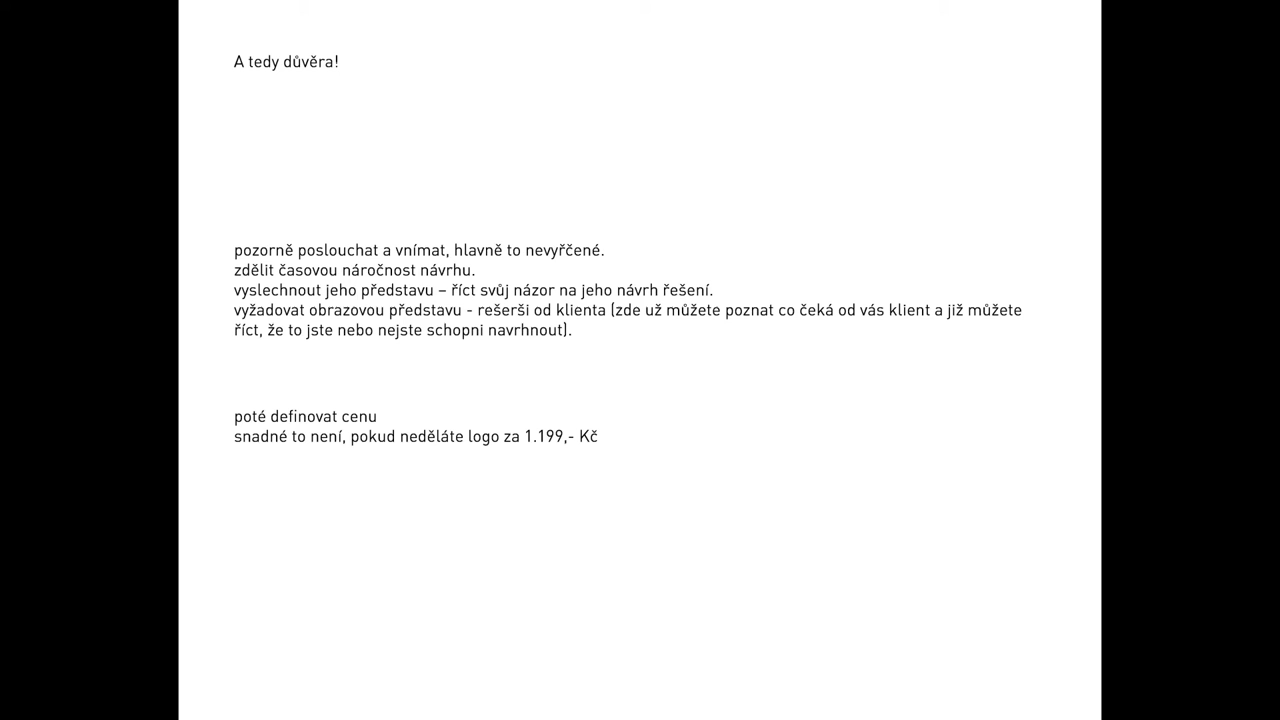 A tedy důvěra!
pozorně poslouchat a vnímat, hlavně to nevyřčené.
zdělit časovou náročnost návrhu.
vyslechnout jeho představu – říct svůj názor na jeho návrh řešení.
vyžadovat obrazovou představu - rešerši od klienta (zde už můžete poznat co čeká od vás klient a již můžete
říct, že to jste nebo nejste schopni navrhnout).
poté definovat cenu
snadné to není, pokud neděláte logo za 1.199,- Kč